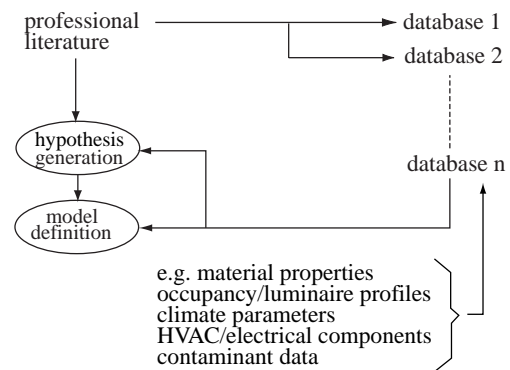 professional
literature
database 1
database 2
hypothesis
generation
database n
model
definition
e.g. material properties
occupancy/luminaire profiles
climate parameters
HVAC/electrical components
contaminant data